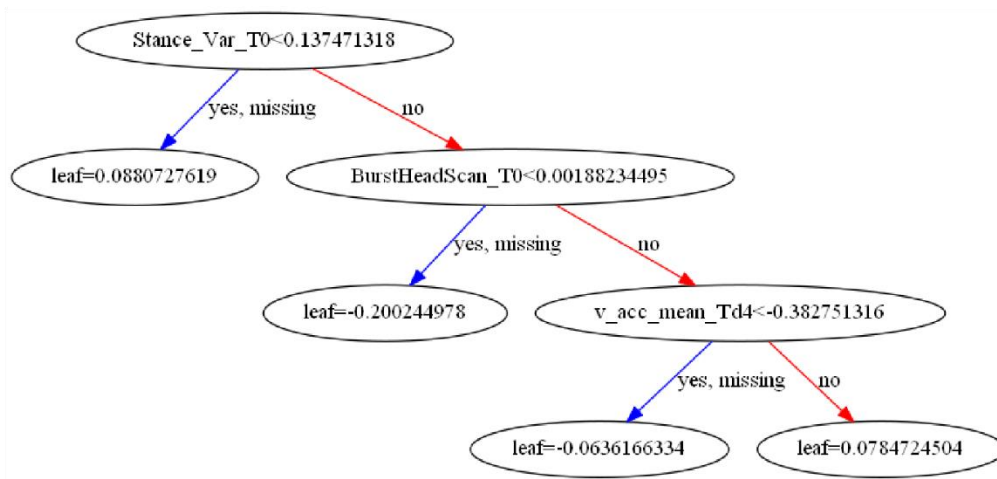 Stance_Var_T0<0.137471318
yes, missing
no
leaf=0.0880727619
BurstHeadScan_T0<0.00188234495
yes, missing
no
leaf=-0.200244978
v_acc_mean_Td4<-0.382751316
yes, missing
no
leaf=-0.0636166334
leaf=0.0784724504